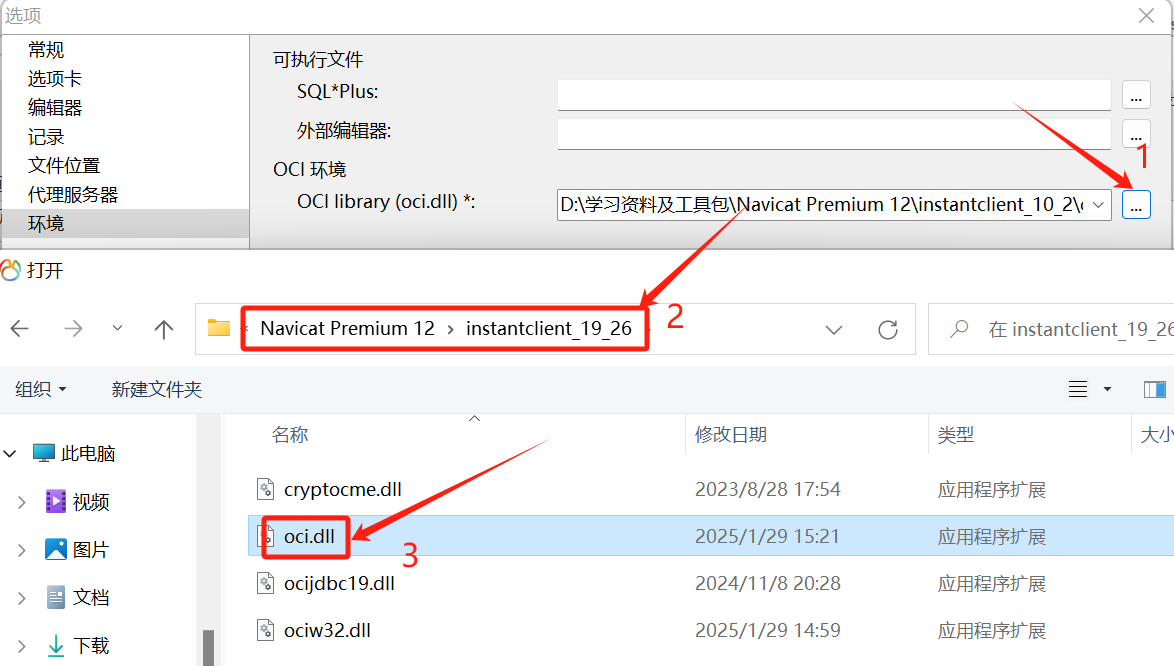 选项
常规
选项卡
编辑器
记录
文件位置
代理服务器
环境
可执行文件
SQL*Plus:
...
外部编辑器:
...
1
OCI 环境
OCI library (oci.dll) *:
D:\学习资料及工具包\Navicat Premium 12\instantclient_10_2\
...
打开
« Navicat Premium 12 › instantclient_19_26
2
在 instantclient_19_26
组织
新建文件夹
名称
修改日期
类型
大小
此电脑
视频
图片
文档
下载
cryptocme.dll 2023/8/28 17:54 应用程序扩展
oci.dll 2025/1/29 15:21 应用程序扩展
3
ocijdbc19.dll 2024/11/8 20:28 应用程序扩展
ociw32.dll 2025/1/29 14:59 应用程序扩展